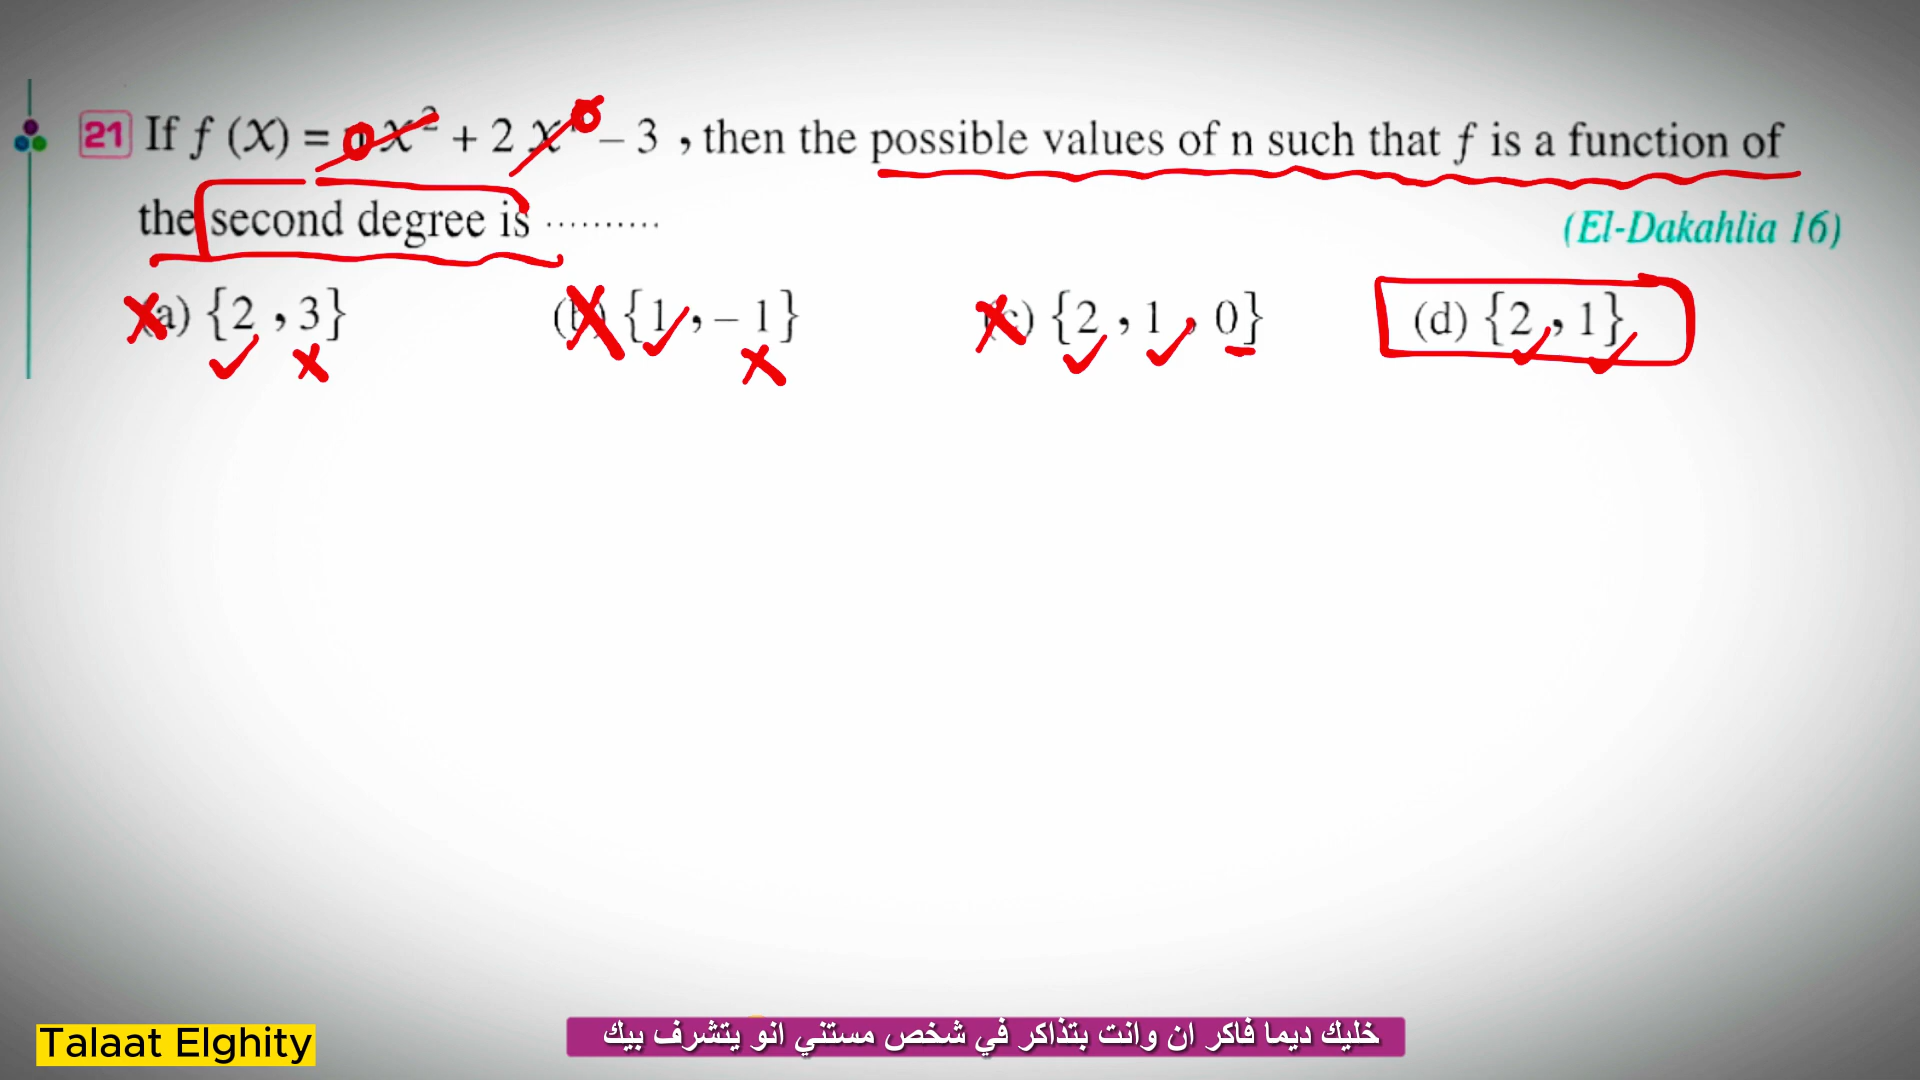 21 If f (X) = n X² + 2 Xⁿ – 3 , then the possible values of n such that f is a function of
the second degree is ..........
(El-Dakahlia 16)
(a) {2 , 3} (b) {1 , – 1} (c) {2 , 1 , 0} (d) {2 , 1}
Talaat Elghity
خليك ديما فاكر ان وانت بتذاكر في شخص مستني انو يتشرف بيك